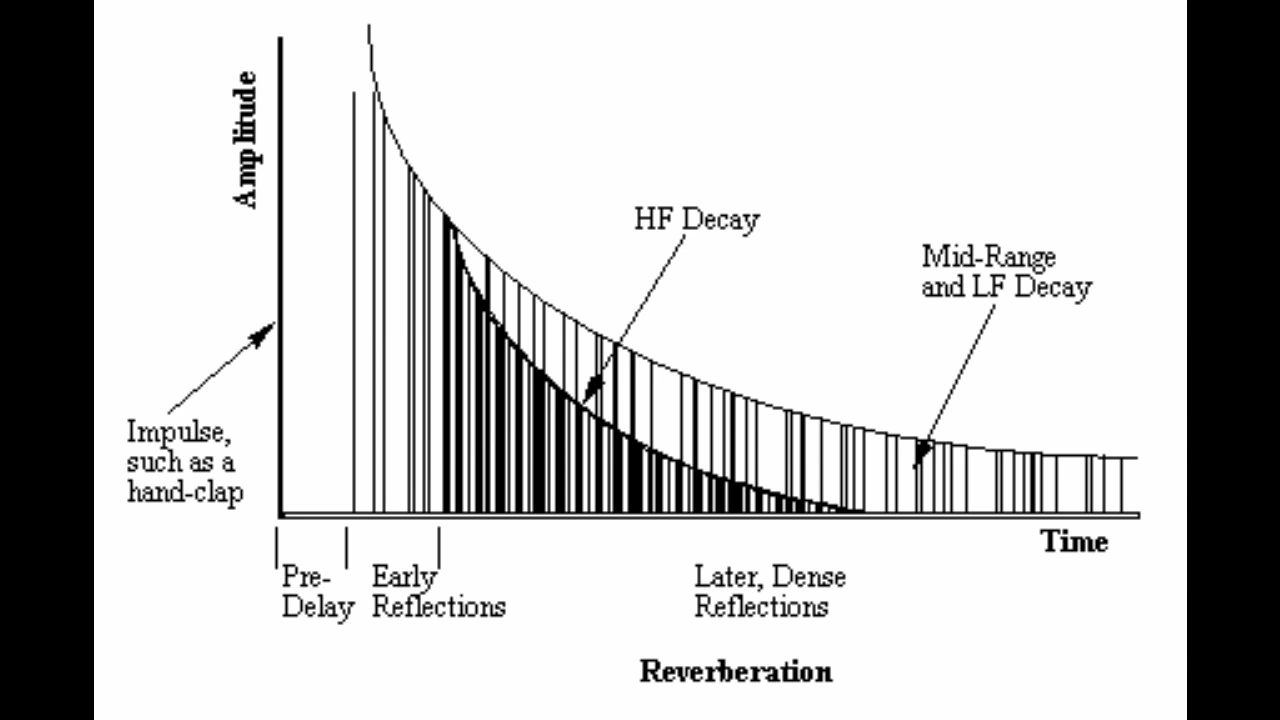 Amplitude
HF Decay
Mid-Range
and LF Decay
Impulse,
such as a
hand-clap
Time
Pre-
Delay
Early
Reflections
Later, Dense
Reflections
Reverberation